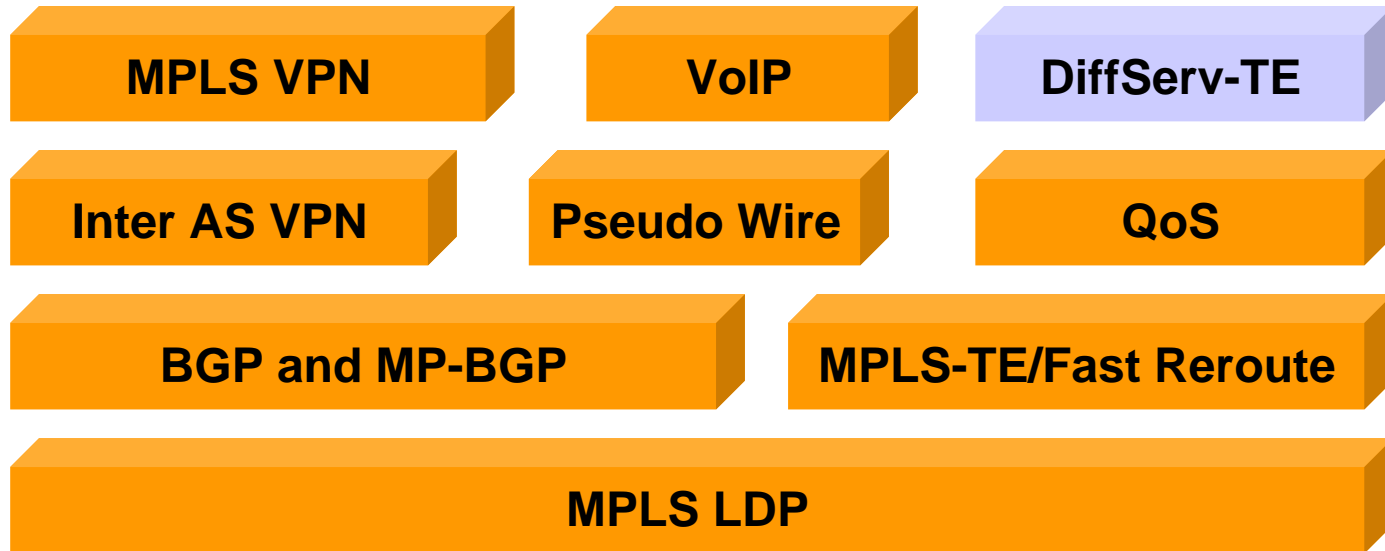 MPLS VPN
VoIP
DiffServ-TE
Inter AS VPN
Pseudo Wire
QoS
BGP and MP-BGP
MPLS-TE/Fast Reroute
MPLS LDP